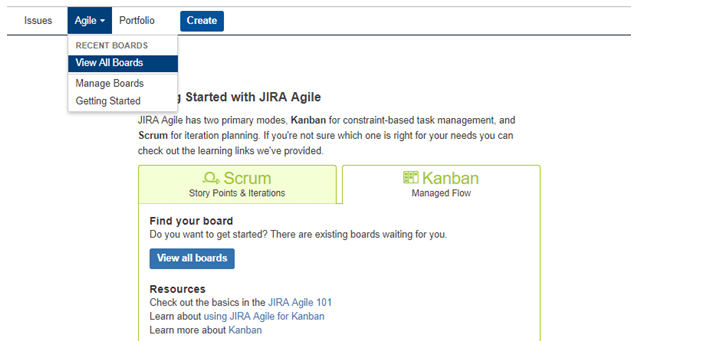 Issues Agile Portfolio Create
RECENT BOARDS
View All Boards
Manage Boards
Getting Started
Started with JIRA Agile
JIRA Agile has two primary modes, Kanban for constraint-based task management, and
Scrum for iteration planning. If you're not sure which one is right for your needs you can
check out the learning links we've provided.
Scrum
Story Points & Iterations
Kanban
Managed Flow
Find your board
Do you want to get started? There are existing boards waiting for you.
View all boards
Resources
Check out the basics in the JIRA Agile 101
Learn about using JIRA Agile for Kanban
Learn more about Kanban